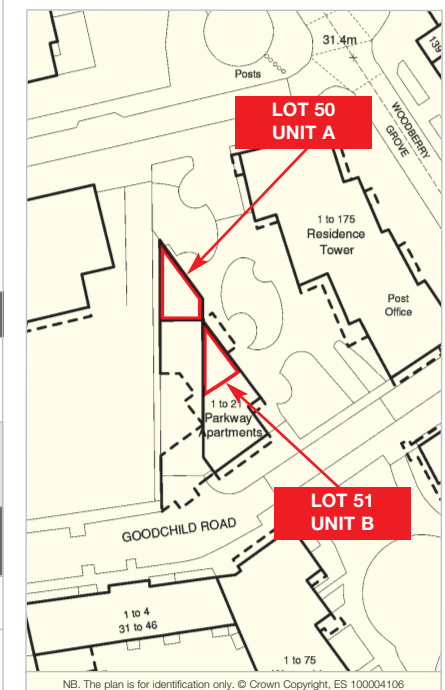 31.4m
139
Posts
LOT 50
UNIT A
WOODBERRY
GROVE
1 to 175
Residence
Tower
Post
Office
1 to 21
Parkway
Apartments
LOT 51
UNIT B
GOODCHILD ROAD
1 to 4
31 to 46
1 to 75
NB. The plan is for identification only. © Crown Copyright, ES 100004106